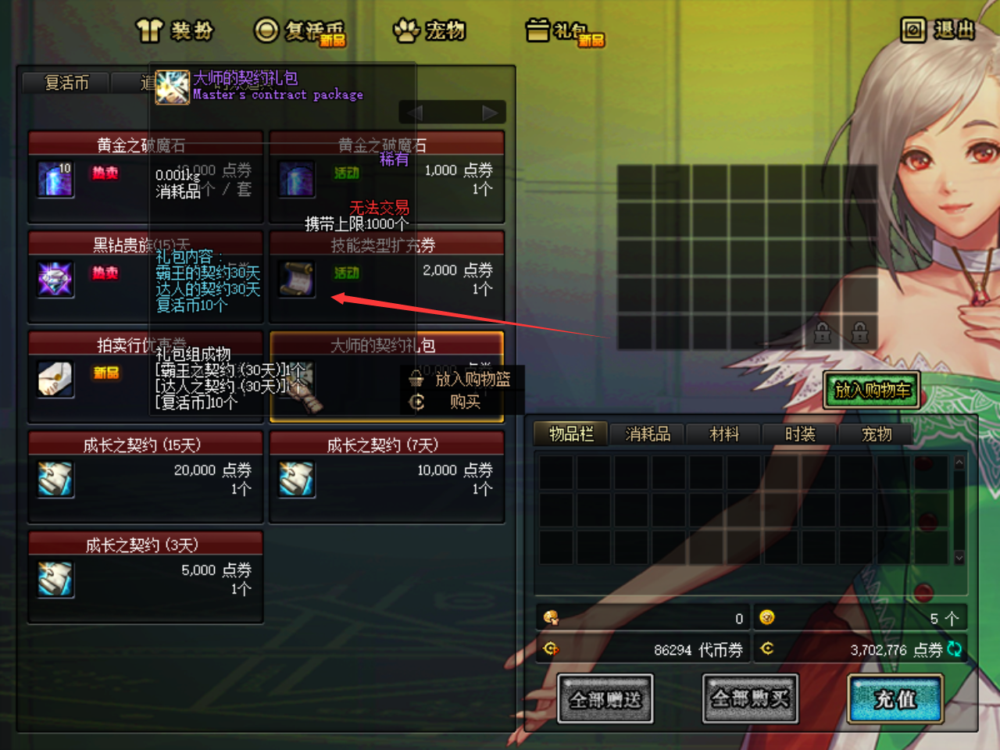 装扮
复活币
新品
宠物
礼包
新品
退出
复活币
道
大师的契约礼包
Master's contract package
黄金之破魔石
10
热卖
点券
个 / 套
黄金之破魔石
活动
1,000 点券
1个
稀有
0.001kg
消耗品
无法交易
携带上限:1000个
黑钻贵族(15)天
热卖
技能类型扩充券
活动
2,000 点券
1个
礼包内容：
霸王的契约30天
达人的契约30天
复活币10个
拍卖行优惠券
新品
大师的契约礼包
礼包组成物
[霸王之契约 (30天)]1个
[达人之契约 (30天)]1个
[复活币]10个
放入购物篮
购买
放入购物车
成长之契约 (15天)
20,000 点券
1个
成长之契约 (7天)
10,000 点券
1个
成长之契约 (3天)
5,000 点券
1个
物品栏
消耗品
材料
时装
宠物
0
5 个
86294 代币券
3,702,776 点券
全部赠送
全部购买
充值